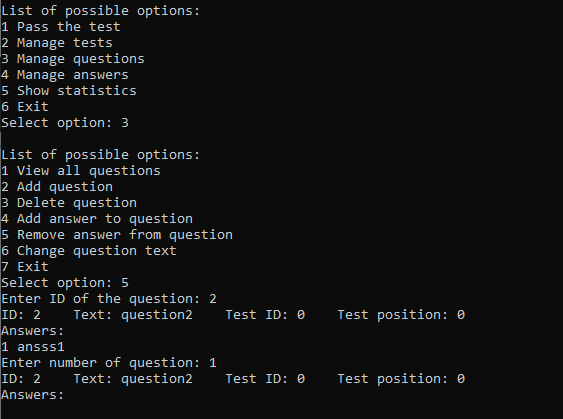 List of possible options:
1 Pass the test
2 Manage tests
3 Manage questions
4 Manage answers
5 Show statistics
6 Exit
Select option: 3
List of possible options:
1 View all questions
2 Add question
3 Delete question
4 Add answer to question
5 Remove answer from question
6 Change question text
7 Exit
Select option: 5
Enter ID of the question: 2
ID: 2    Text: question2    Test ID: 0    Test position: 0
Answers:
1 ansss1
Enter number of question: 1
ID: 2    Text: question2    Test ID: 0    Test position: 0
Answers: